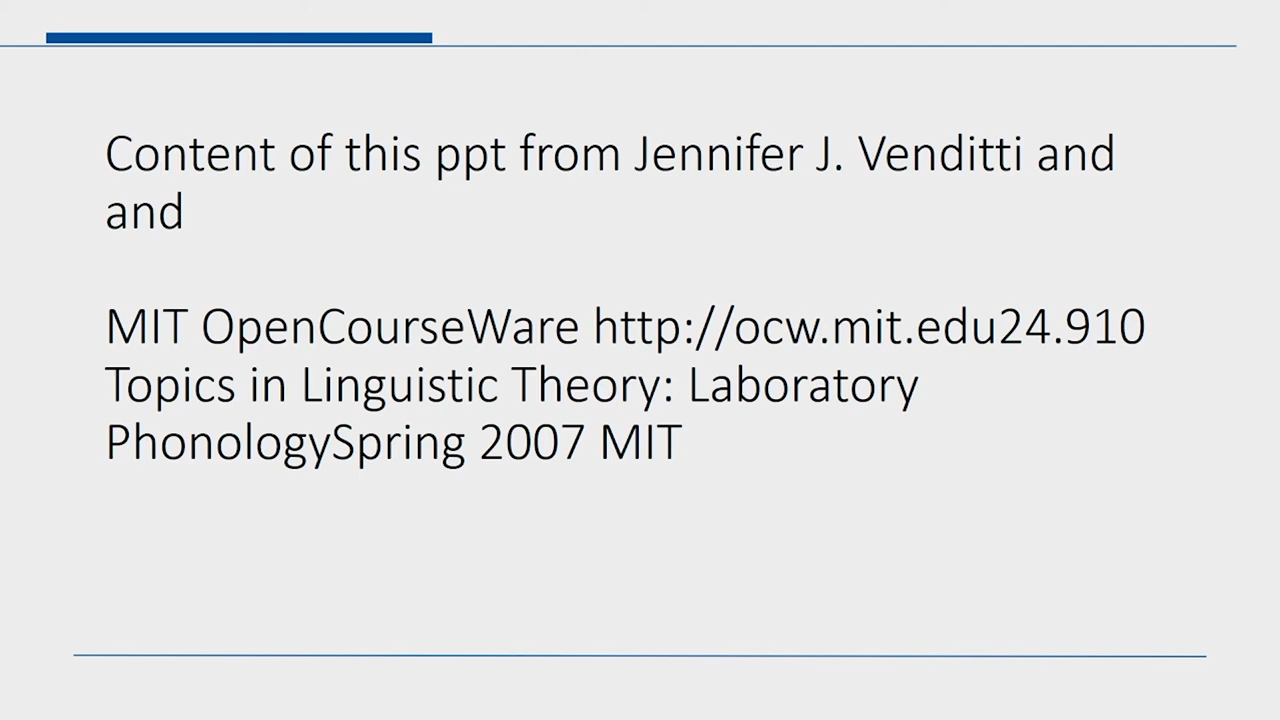 Content of this ppt from Jennifer J. Venditti and
and
MIT OpenCourseWare http://ocw.mit.edu24.910
Topics in Linguistic Theory: Laboratory
PhonologySpring 2007 MIT